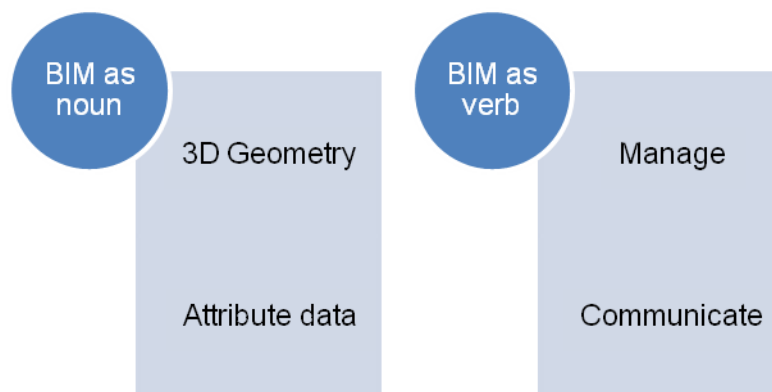 BIM as
noun
3D Geometry
Attribute data
BIM as
verb
Manage
Communicate